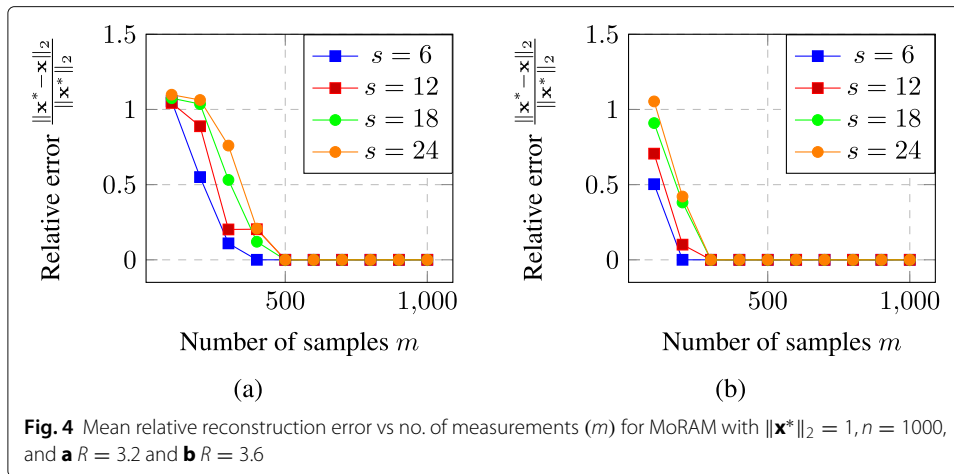 1.5
1
0.5
0
500
1,000
Relative error ‖x*−x‖₂ / ‖x*‖₂
s = 6
s = 12
s = 18
s = 24
Number of samples m
(a)
1.5
1
0.5
0
500
1,000
Relative error ‖x*−x‖₂ / ‖x*‖₂
s = 6
s = 12
s = 18
s = 24
Number of samples m
(b)
Fig. 4 Mean relative reconstruction error vs no. of measurements (m) for MoRAM with ‖x*‖₂ = 1, n = 1000,
and a R = 3.2 and b R = 3.6